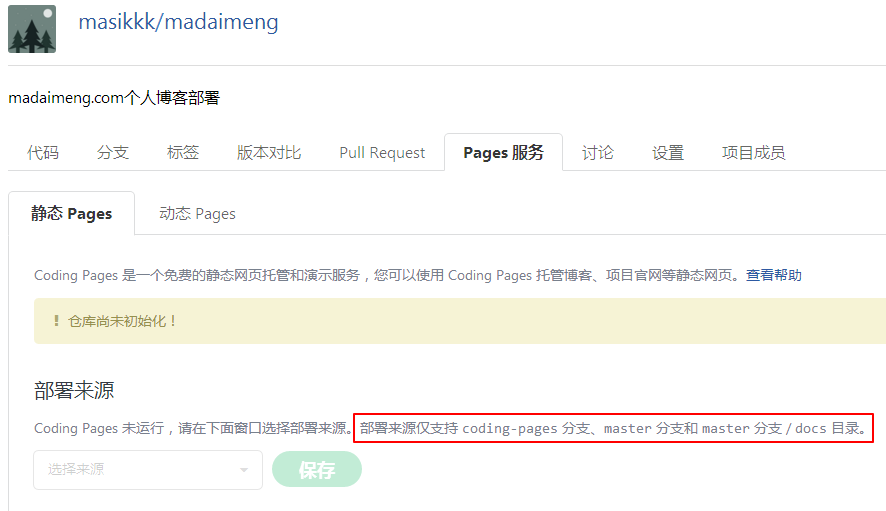 masikkk/madaimeng
madaimeng.com个人博客部署
代码 分支 标签 版本对比 Pull Request Pages 服务 讨论 设置 项目成员
静态 Pages 动态 Pages
Coding Pages 是一个免费的静态网页托管和演示服务，您可以使用 Coding Pages 托管博客、项目官网等静态网页。查看帮助
! 仓库尚未初始化！
部署来源
Coding Pages 未运行，请在下面窗口选择部署来源。部署来源仅支持 coding-pages 分支、master 分支和 master 分支 / docs 目录。
选择来源 保存